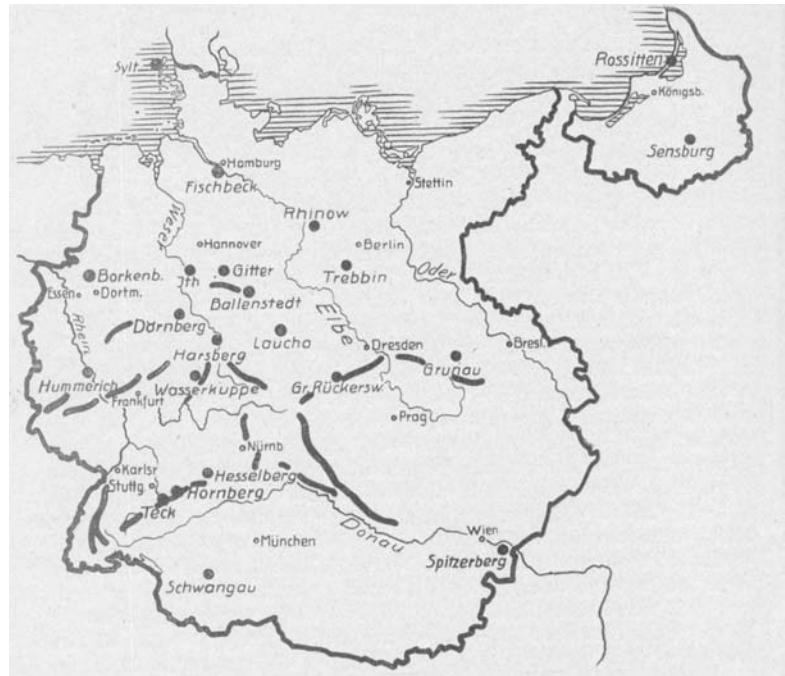 Sylt
Rossitten
Königsb.
Sensburg
Hamburg
Fischbeck
Stettin
Rhinow
Weser
Hannover
Berlin
Borkenb.
Jth
Gitter
Trebbin
Oder
Essen
Dortm.
Ballenstedt
Elbe
Rhein
Dörnberg
Laucha
Dresden
Bresl.
Harsberg
Grunau
Hummerich
Wasserkuppe
Gr.Rückersw.
Frankfurt
Prag
Nürnb
Karlsr
Hesselberg
Stuttg
Hornberg
Teck
Donau
Wien
München
Spitzerberg
Schwangau